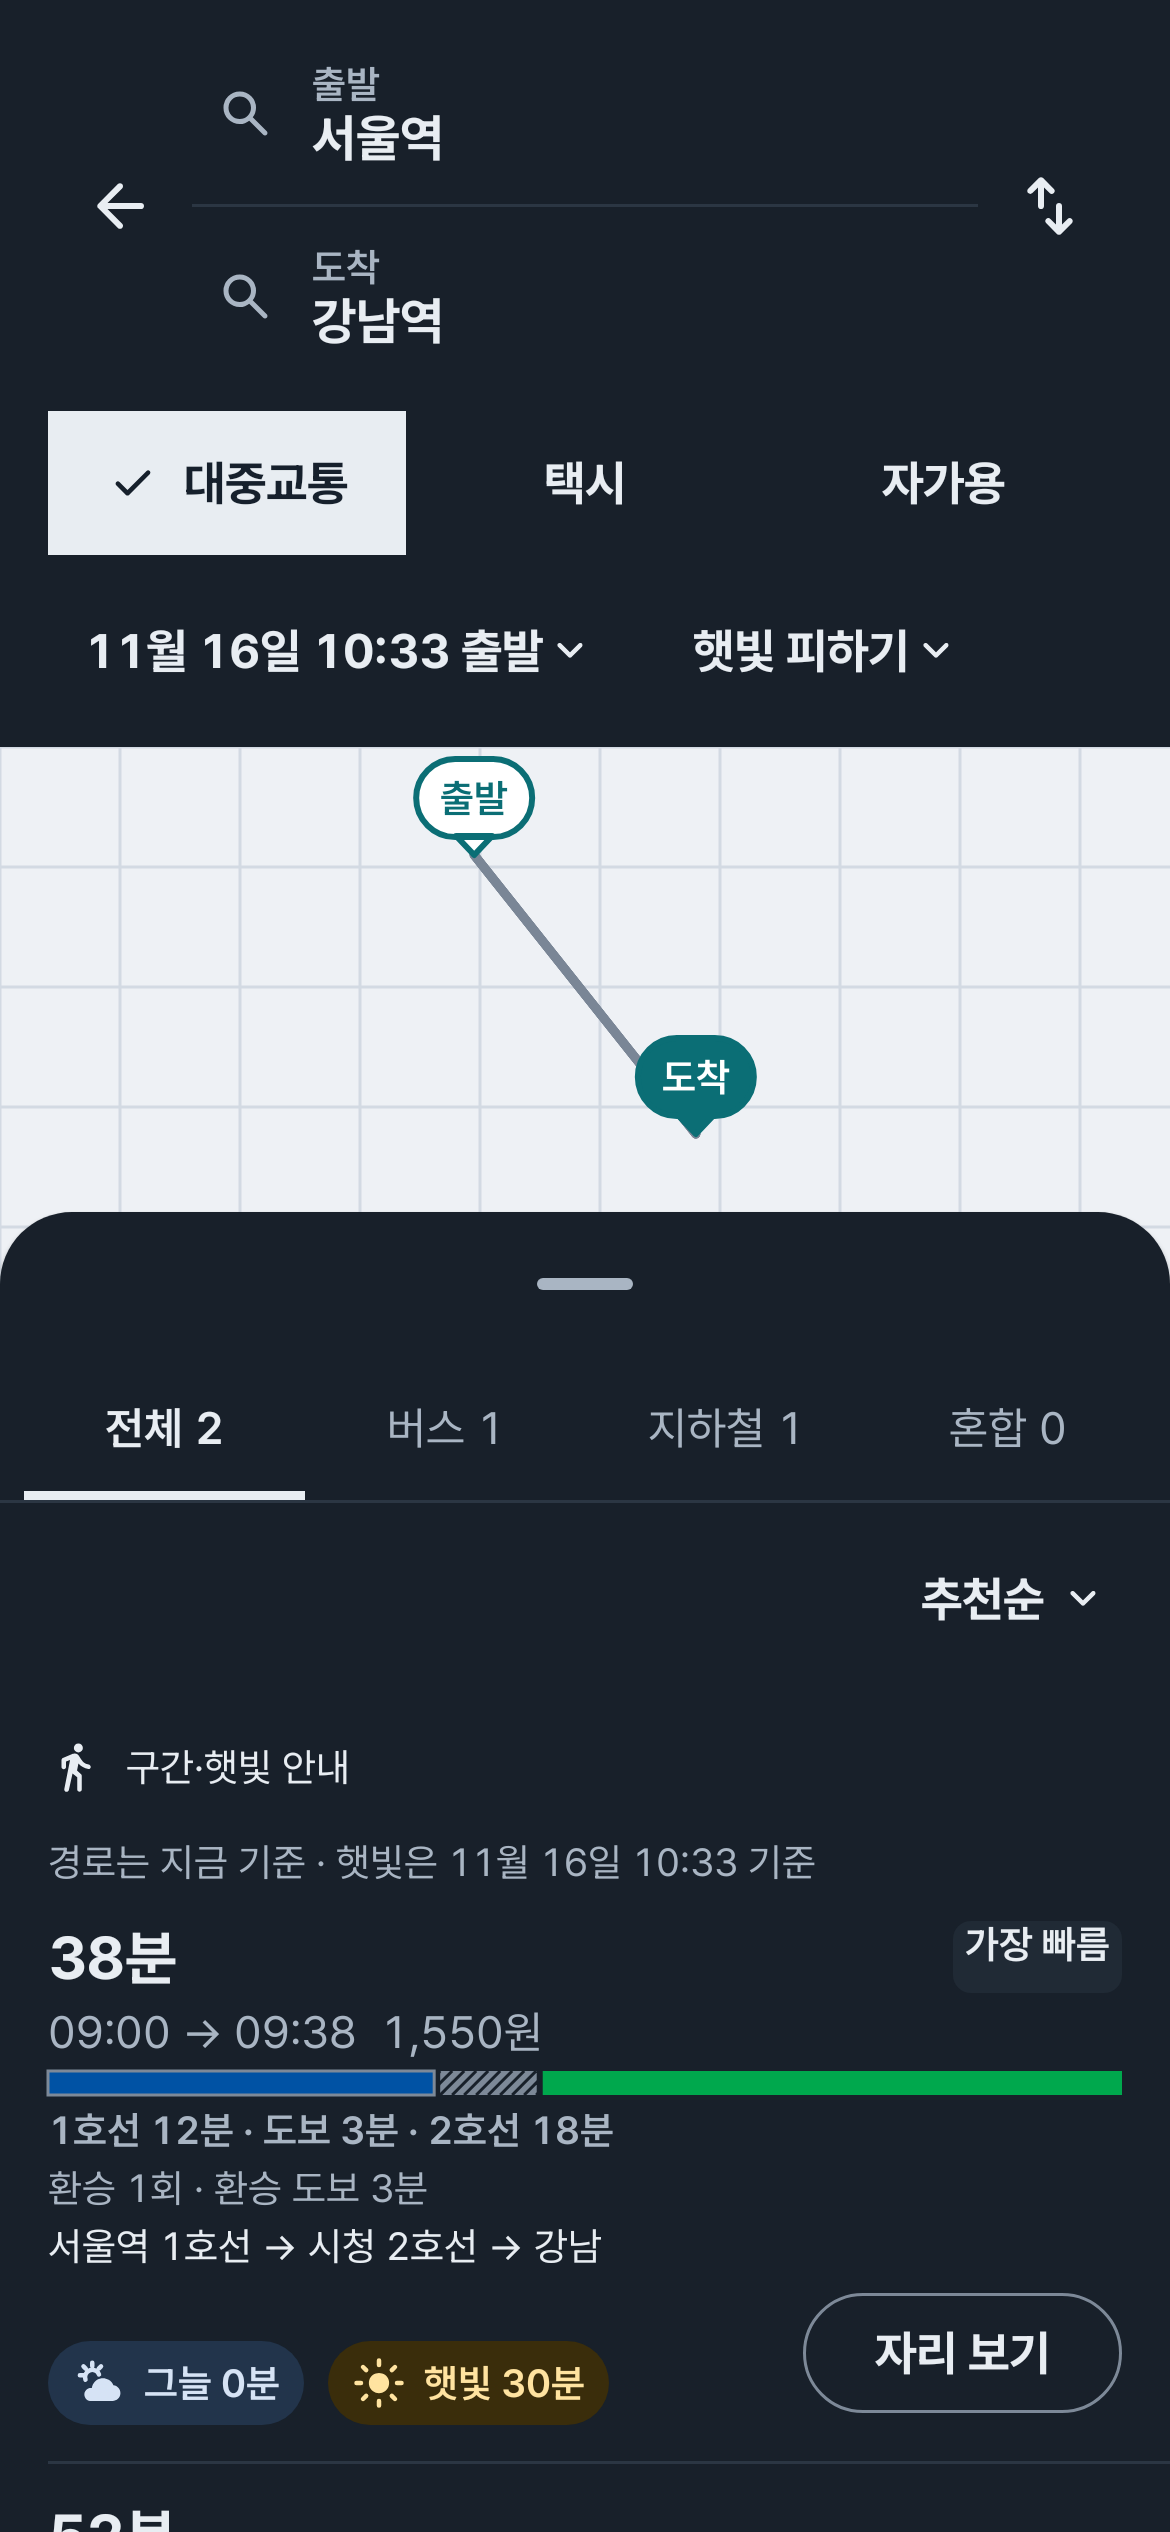 출발
서울역
도착
강남역
대중교통 택시 자가용
11월 16일 10:33 출발 햇빛 피하기
출발
도착
전체 2 버스 1 지하철 1 혼합 0
추천순
구간·햇빛 안내
경로는 지금 기준 · 햇빛은 11월 16일 10:33 기준
38분 가장 빠름
09:00 → 09:38 1,550원
1호선 12분 · 도보 3분 · 2호선 18분
환승 1회 · 환승 도보 3분
서울역 1호선 → 시청 2호선 → 강남
자리 보기
그늘 0분 햇빛 30분